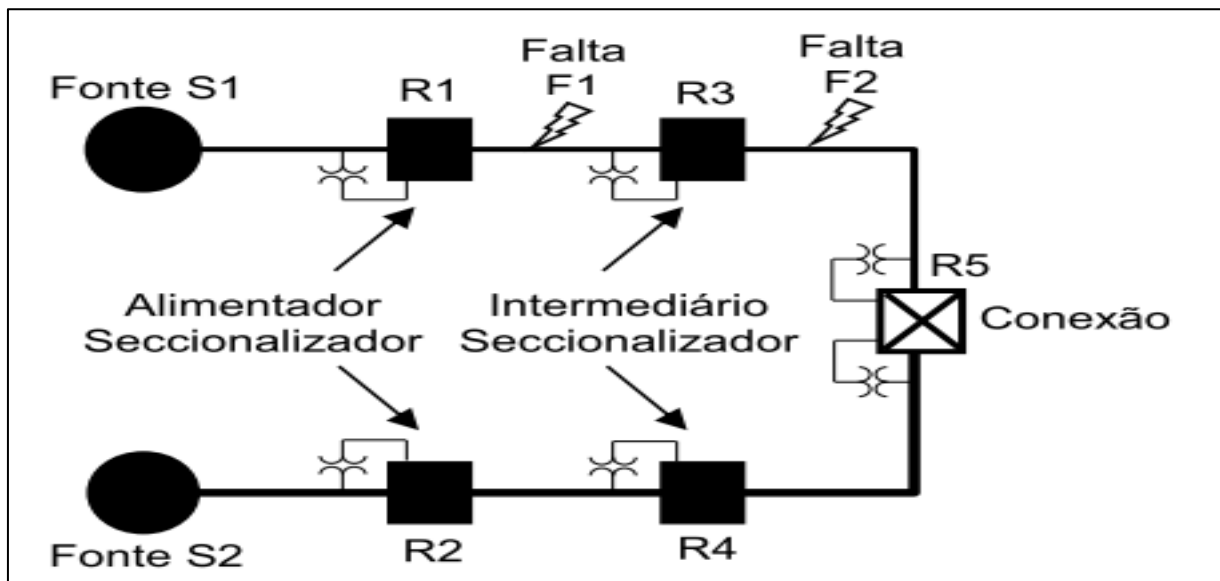 Fonte S1
R1
Falta
F1
R3
Falta
F2
Alimentador
Seccionalizador
Intermediário
Seccionalizador
R5
Conexão
Fonte S2
R2
R4